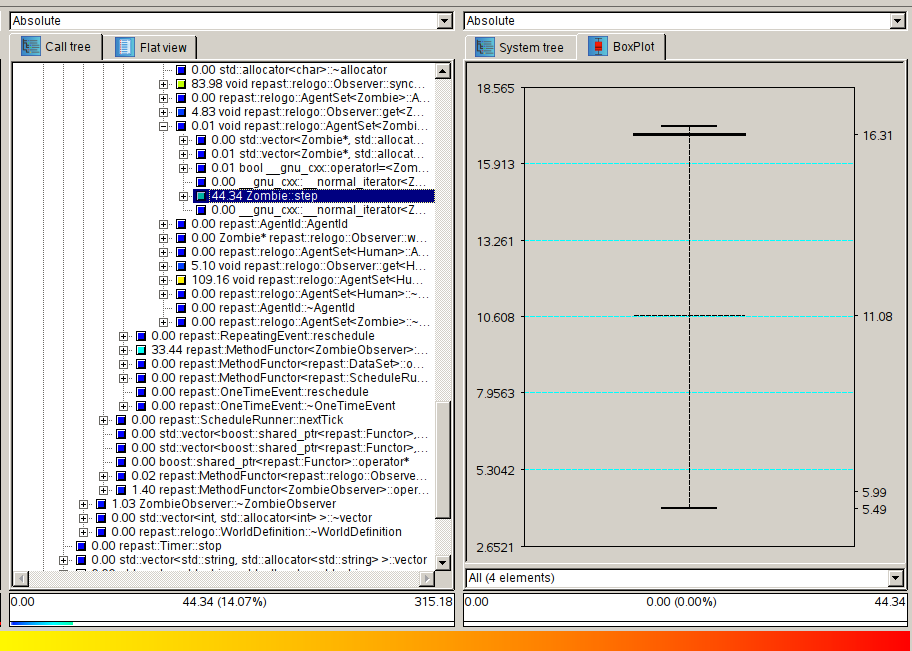 Absolute
Call tree
Flat view
0.00 std::allocator<char>::~allocator
83.98 void repast::relogo::Observer::sync...
0.00 repast::relogo::AgentSet<Zombie>::A...
4.83 void repast::relogo::Observer::get<Z...
0.01 void repast::relogo::AgentSet<Zombi...
0.00 std::vector<Zombie*, std::allocat...
0.01 std::vector<Zombie*, std::allocat...
0.01 bool __gnu_cxx::operator!=<Zom...
0.00 __gnu_cxx::__normal_iterator<Z...
44.34 Zombie::step
0.00 __gnu_cxx::__normal_iterator<Z...
0.00 repast::AgentId::AgentId
0.00 Zombie* repast::relogo::Observer::w...
0.00 repast::relogo::AgentSet<Human>::A...
5.10 void repast::relogo::Observer::get<H...
109.16 void repast::relogo::AgentSet<Hu...
0.00 repast::relogo::AgentSet<Human>::~...
0.00 repast::AgentId::~AgentId
0.00 repast::relogo::AgentSet<Zombie>::~...
0.00 repast::RepeatingEvent::reschedule
33.44 repast::MethodFunctor<ZombieObserver>:...
0.00 repast::MethodFunctor<repast::DataSet>::o...
0.00 repast::MethodFunctor<repast::ScheduleRu...
0.00 repast::OneTimeEvent::reschedule
0.00 repast::OneTimeEvent::~OneTimeEvent
0.00 repast::ScheduleRunner::nextTick
0.00 std::vector<boost::shared_ptr<repast::Functor>,...
0.00 std::vector<boost::shared_ptr<repast::Functor>,...
0.00 boost::shared_ptr<repast::Functor>::operator*
0.02 repast::MethodFunctor<repast::relogo::Observe...
1.40 repast::MethodFunctor<ZombieObserver>::oper...
1.03 ZombieObserver::~ZombieObserver
0.00 std::vector<int, std::allocator<int> >::~vector
0.00 repast::relogo::WorldDefinition::~WorldDefinition
0.00 repast::Timer::stop
0.00 std::vector<std::string, std::allocator<std::string> >::vector
0.00 44.34 (14.07%) 315.18
Absolute
System tree
BoxPlot
18.565
16.31
15.913
13.261
10.608
11.08
7.9563
5.3042
5.99
5.49
2.6521
All (4 elements)
0.00 0.00 (0.00%) 44.34